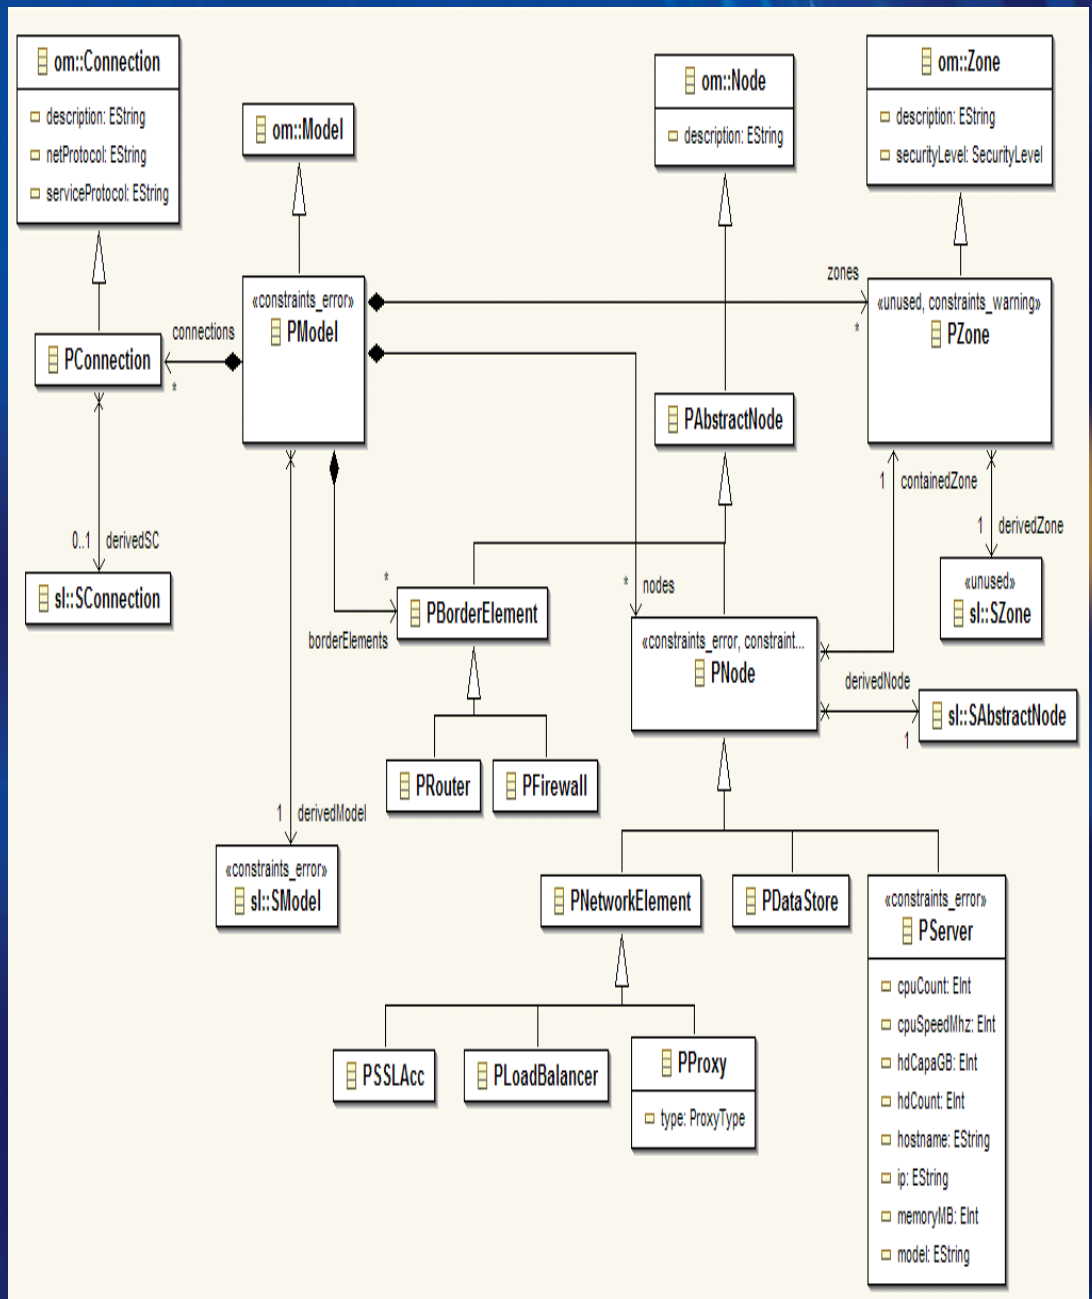 om::Connection
description: EString
netProtocol: EString
serviceProtocol: EString
om::Model
om::Node
description: EString
om::Zone
description: EString
securityLevel: SecurityLevel
«constraints_error»
PModel
zones
*
«unused, constraints_warning»
PZone
connections
*
PConnection
PAbstractNode
1 containedZone
1 derivedZone
0..1 derivedSC
sl::SConnection
«unused»
sl::SZone
*
borderElements
PBorderElement
* nodes
«constraints_error, constraint...
PNode
derivedNode
1
sl::SAbstractNode
PRouter
PFirewall
1 derivedModel
«constraints_error»
sl::SModel
PNetworkElement
PDataStore
«constraints_error»
PServer
cpuCount: EInt
cpuSpeedMhz: EInt
hdCapaGB: EInt
hdCount: EInt
hostname: EString
ip: EString
memoryMB: EInt
model: EString
PSSLAcc
PLoadBalancer
PProxy
type: ProxyType